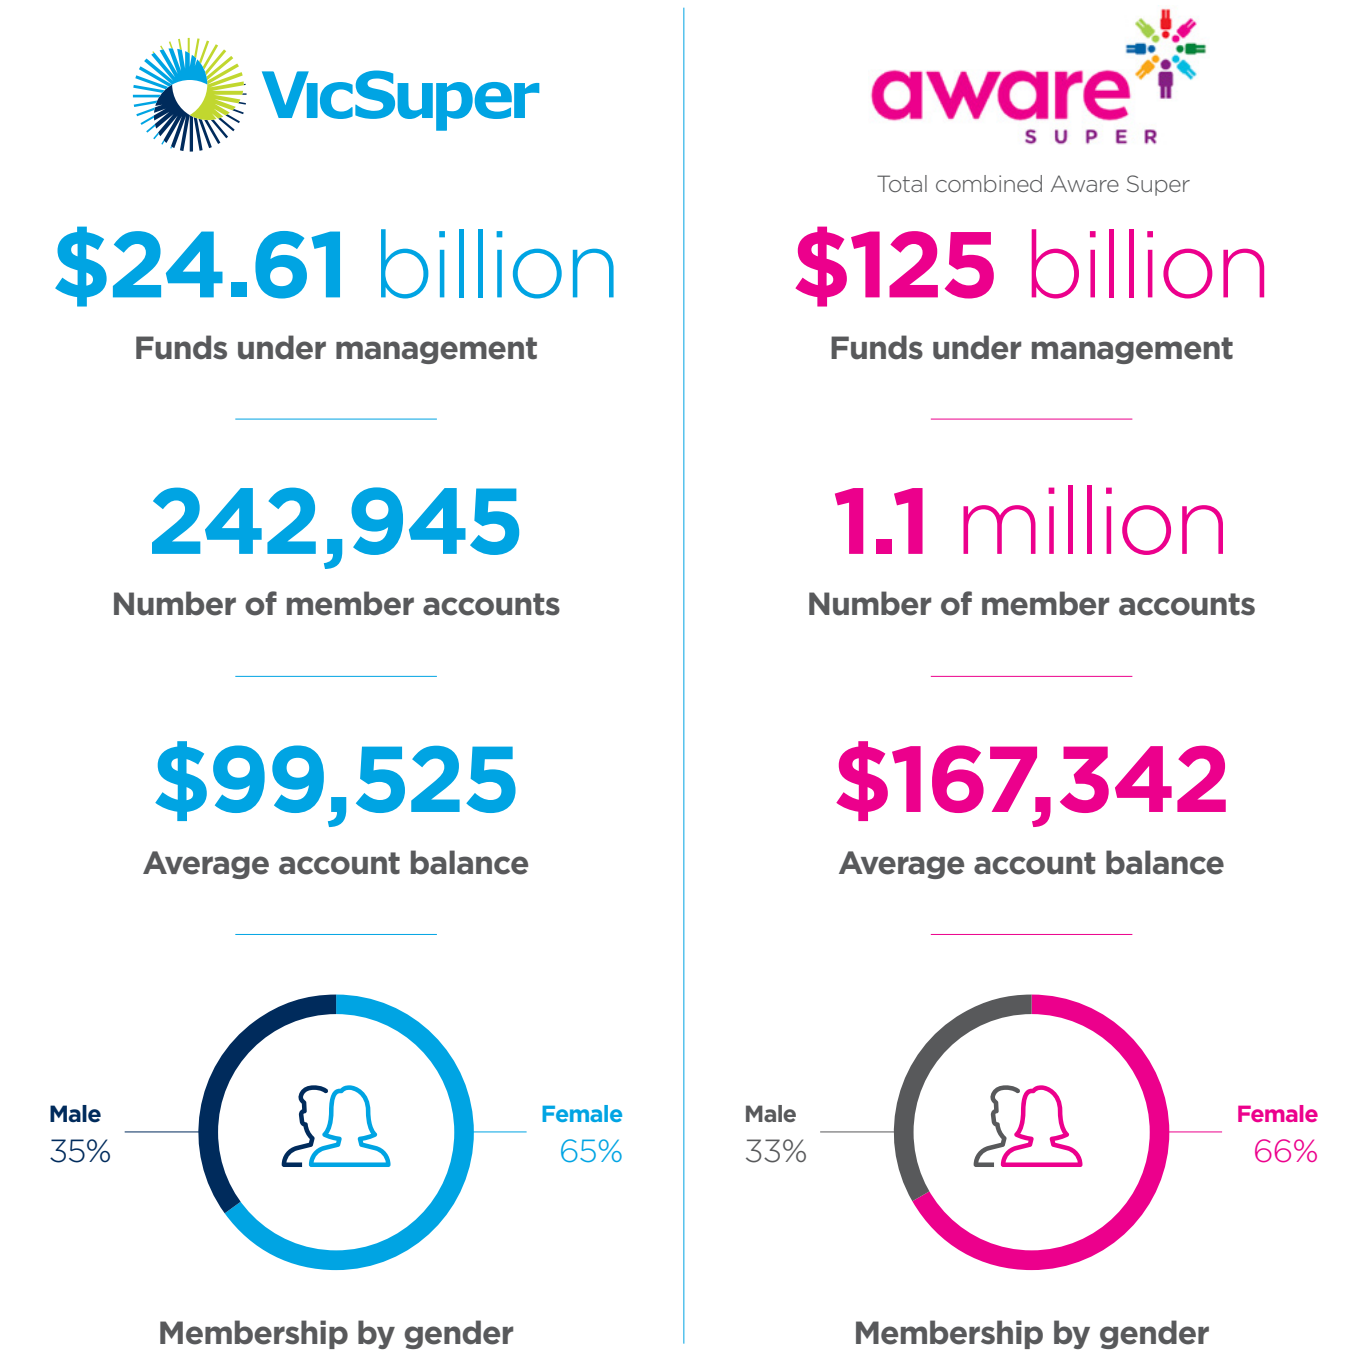 VicSuper
$24.61 billion
Funds under management
242,945
Number of member accounts
$99,525
Average account balance
Male
35%
Female
65%
Membership by gender
aware
SUPER
Total combined Aware Super
$125 billion
Funds under management
1.1 million
Number of member accounts
$167,342
Average account balance
Male
33%
Female
66%
Membership by gender